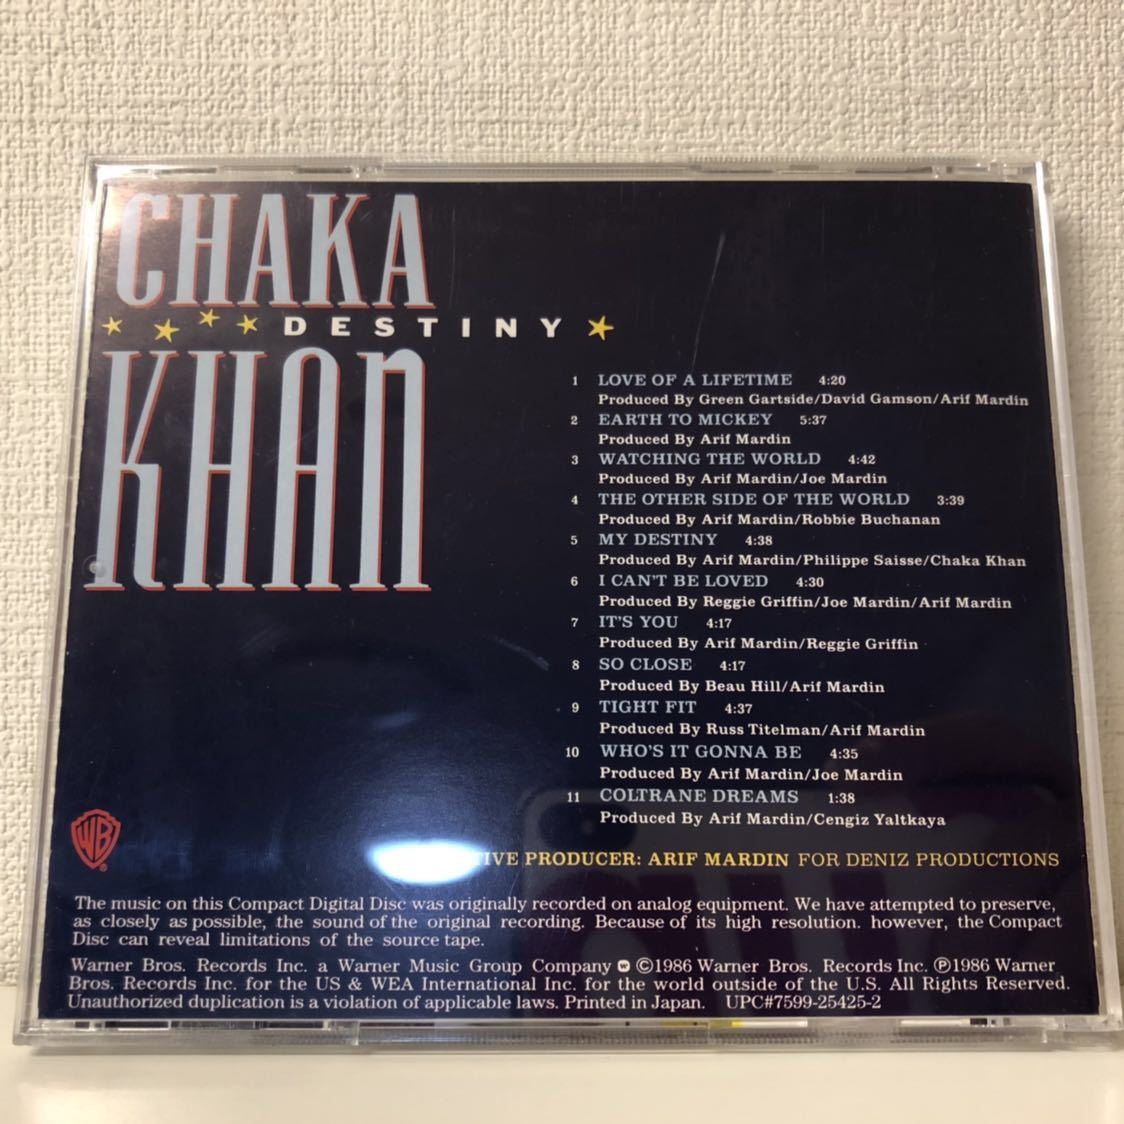 CHAKA
DESTINY
KHAN
1 LOVE OF A LIFETIME 4:20
Produced By Green Gartside/David Gamson/Arif Mardin
2 EARTH TO MICKEY 5:37
Produced By Arif Mardin
3 WATCHING THE WORLD 4:42
Produced By Arif Mardin/Joe Mardin
4 THE OTHER SIDE OF THE WORLD 3:39
Produced By Arif Mardin/Robbie Buchanan
5 MY DESTINY 4:38
Produced By Arif Mardin/Philippe Saisse/Chaka Khan
6 I CAN'T BE LOVED 4:30
Produced By Reggie Griffin/Joe Mardin/Arif Mardin
7 IT'S YOU 4:17
Produced By Arif Mardin/Reggie Griffin
8 SO CLOSE 4:17
Produced By Beau Hill/Arif Mardin
9 TIGHT FIT 4:37
Produced By Russ Titelman/Arif Mardin
10 WHO'S IT GONNA BE 4:35
Produced By Arif Mardin/Joe Mardin
11 COLTRANE DREAMS 1:38
Produced By Arif Mardin/Cengiz Yaltkaya
WB
PRODUCER: ARIF MARDIN FOR DENIZ PRODUCTIONS
The music on this Compact Digital Disc was originally recorded on analog equipment. We have attempted to preserve,
as closely as possible, the sound of the original recording. Because of its high resolution. however, the Compact
Disc can reveal limitations of the source tape.
Warner Bros. Records Inc. a Warner Music Group Company ©1986 Warner Bros. Records Inc. ℗1986 Warner
Bros. Records Inc. for the US & WEA International Inc. for the world outside of the U.S. All Rights Reserved.
Unauthorized duplication is a violation of applicable laws. Printed in Japan. UPC#7599-25425-2